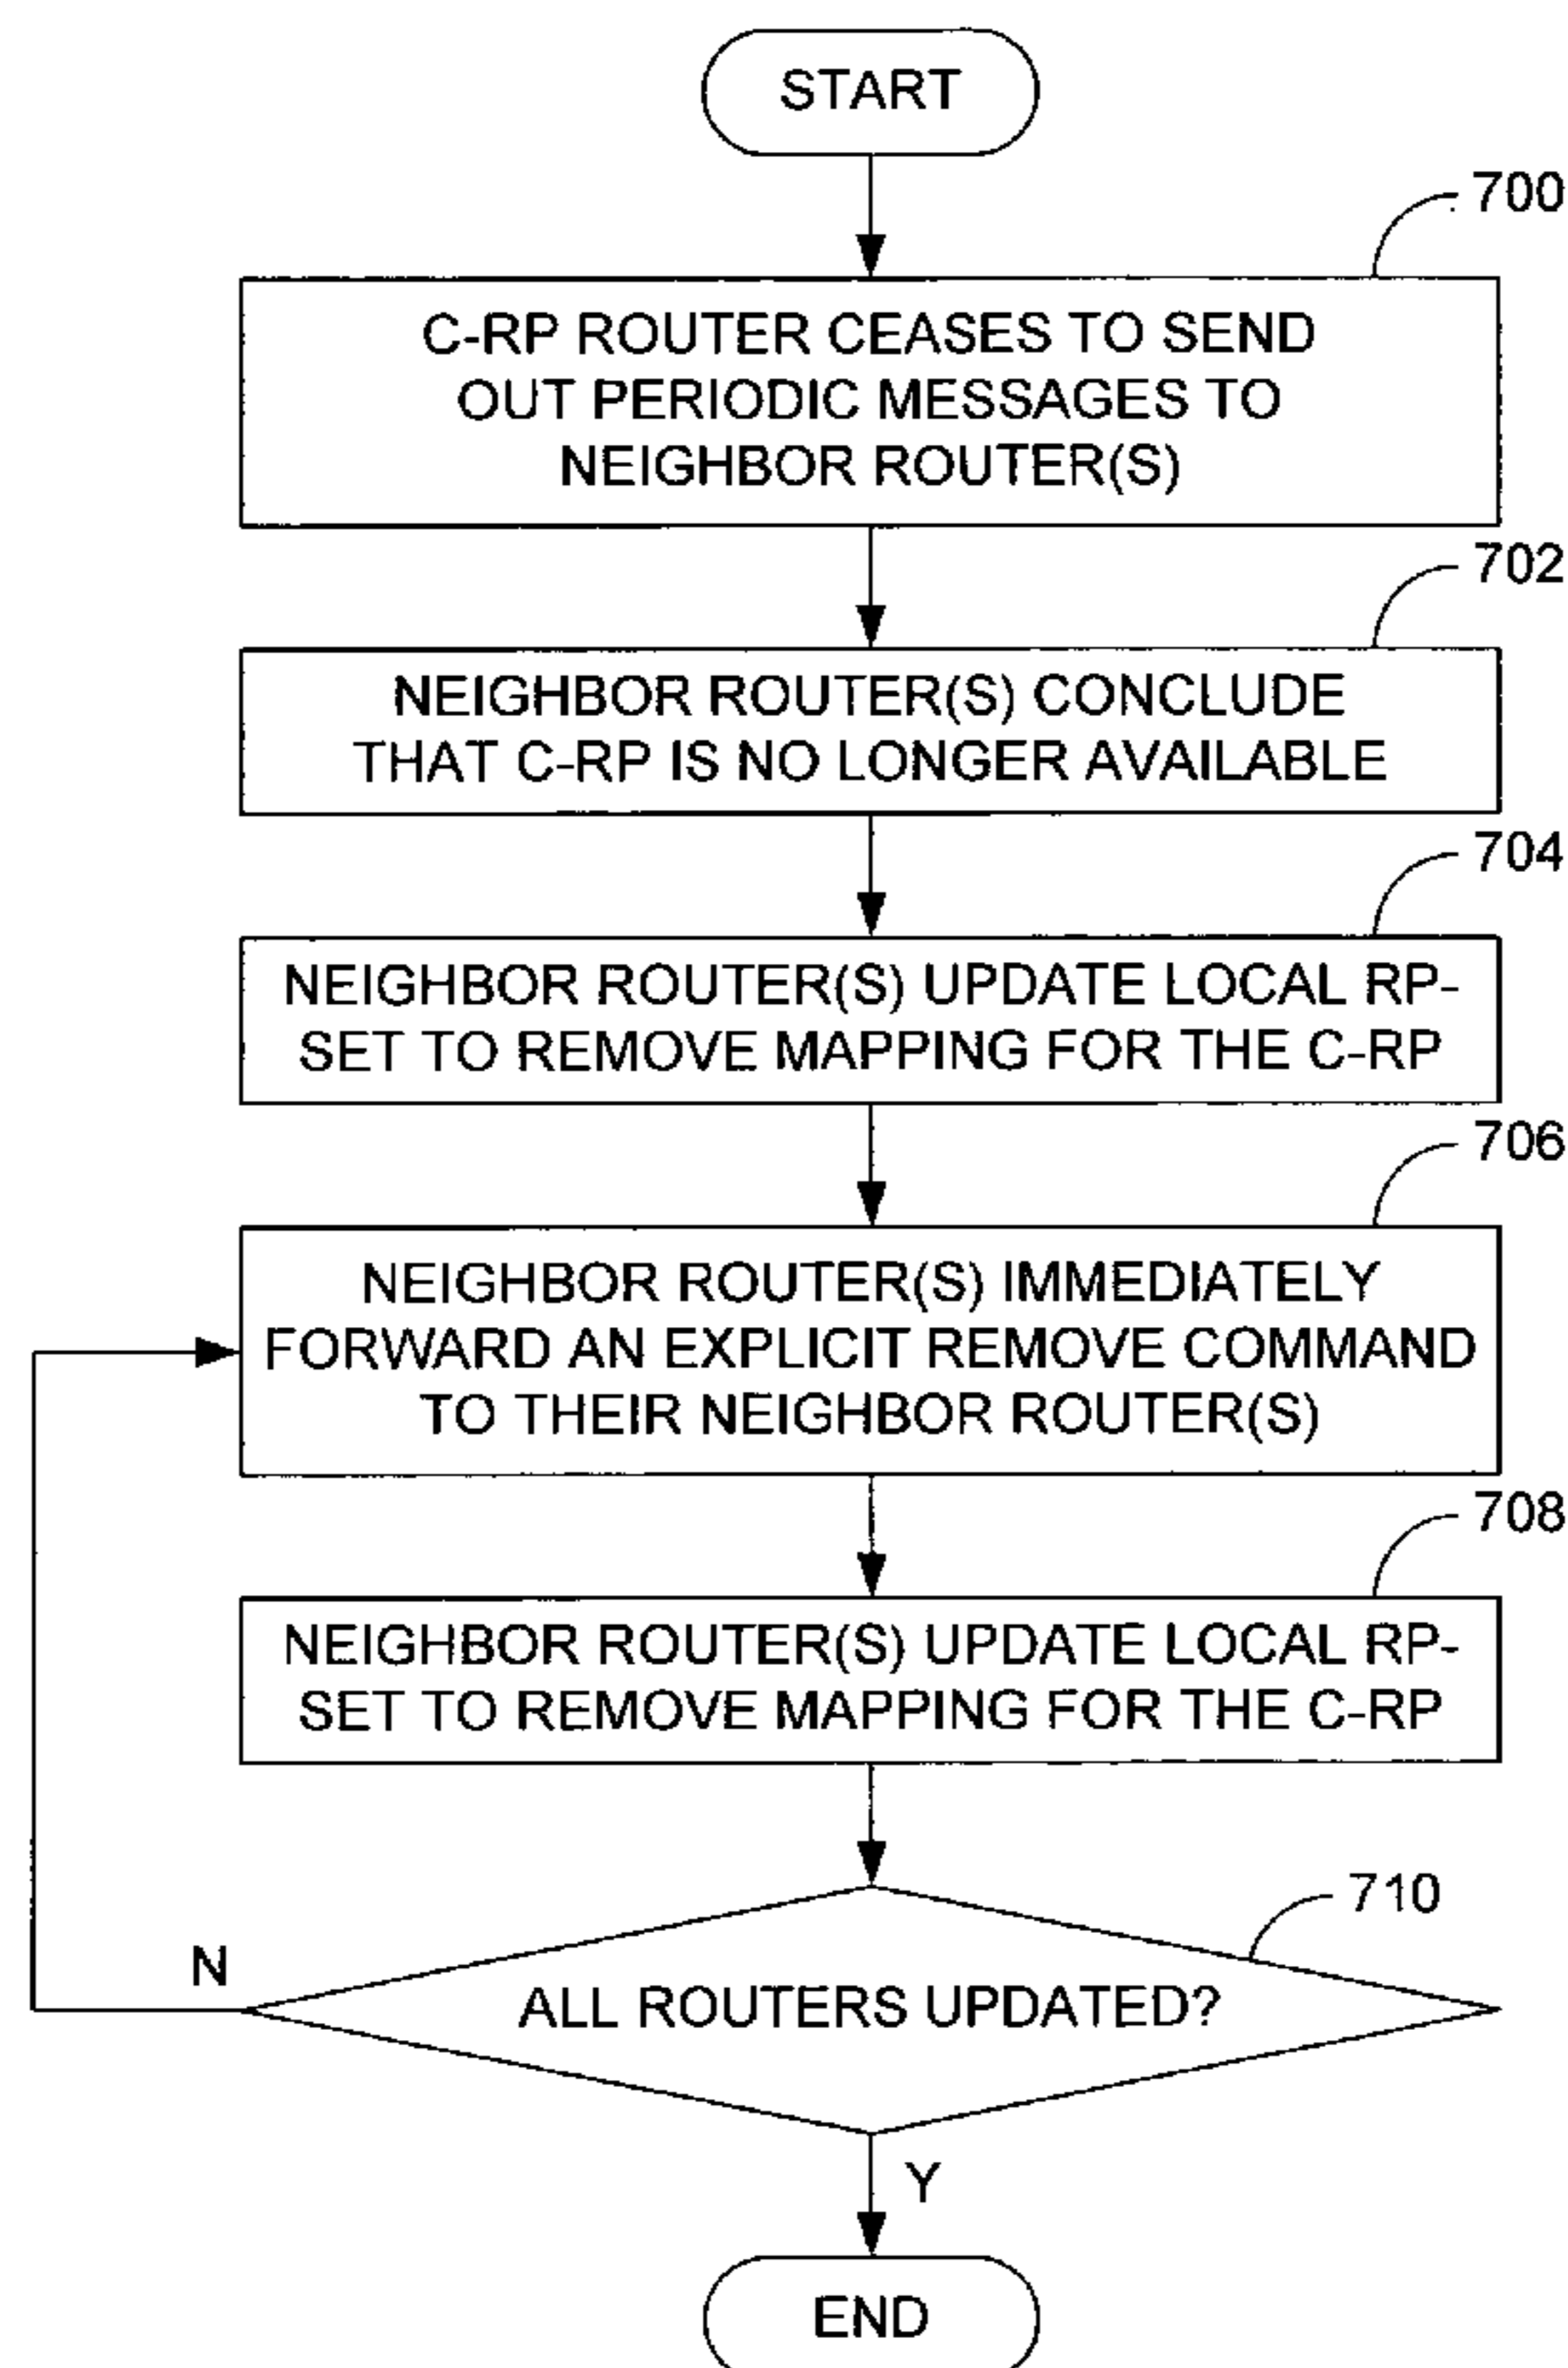 START
700
C-RP ROUTER CEASES TO SEND
OUT PERIODIC MESSAGES TO
NEIGHBOR ROUTER(S)
702
NEIGHBOR ROUTER(S) CONCLUDE
THAT C-RP IS NO LONGER AVAILABLE
704
NEIGHBOR ROUTER(S) UPDATE LOCAL RP-
SET TO REMOVE MAPPING FOR THE C-RP
706
NEIGHBOR ROUTER(S) IMMEDIATELY
FORWARD AN EXPLICIT REMOVE COMMAND
TO THEIR NEIGHBOR ROUTER(S)
708
NEIGHBOR ROUTER(S) UPDATE LOCAL RP-
SET TO REMOVE MAPPING FOR THE C-RP
710
N
ALL ROUTERS UPDATED?
Y
END